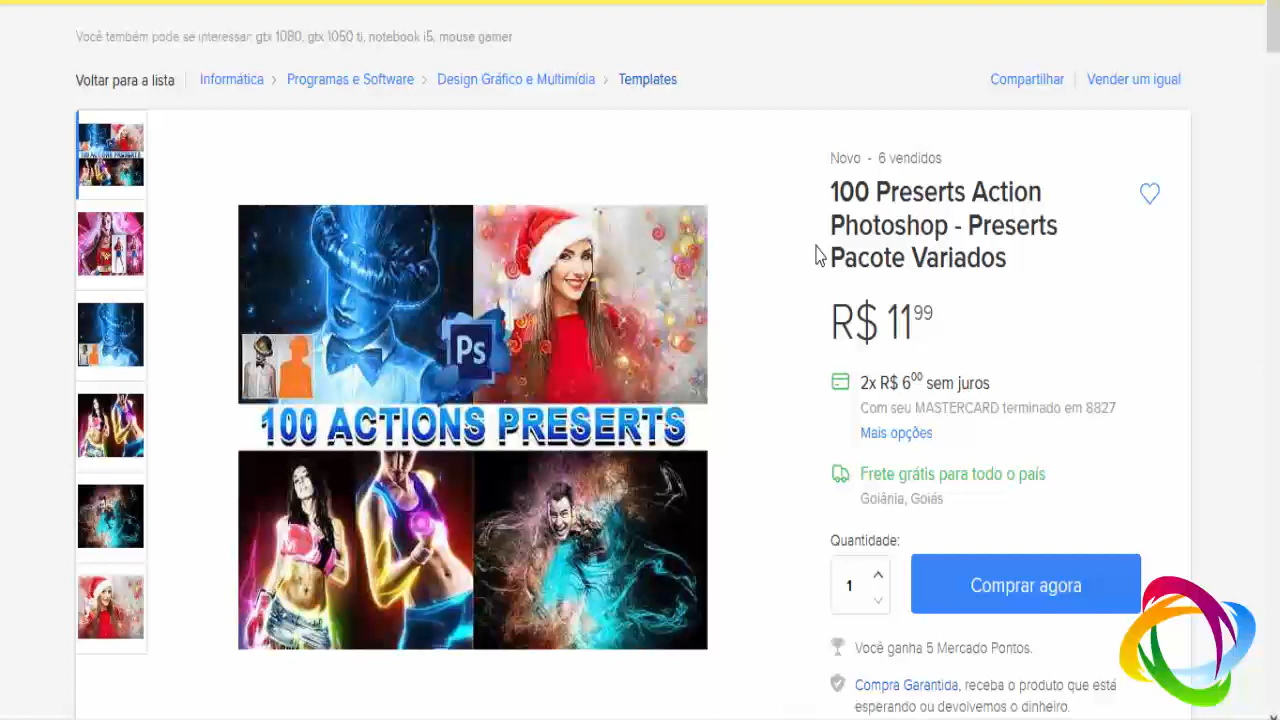 Você também pode se interessar: gtx 1080, gtx 1050 ti, notebook i5, mouse gamer
Voltar para a lista
Informática > Programas e Software > Design Gráfico e Multimídia > Templates
Compartilhar
Vender um igual
100 ACTIONS PRESERTS
Ps
100 ACTIONS PRESERTS
Novo - 6 vendidos
100 Preserts Action
Photoshop - Preserts
Pacote Variados
R$ 11 99
2x R$ 6 00 sem juros
Com seu MASTERCARD terminado em 8827
Mais opções
Frete grátis para todo o país
Goiânia, Goiás
Quantidade:
1
Comprar agora
Você ganha 5 Mercado Pontos.
Compra Garantida, receba o produto que está
esperando ou devolvemos o dinheiro.